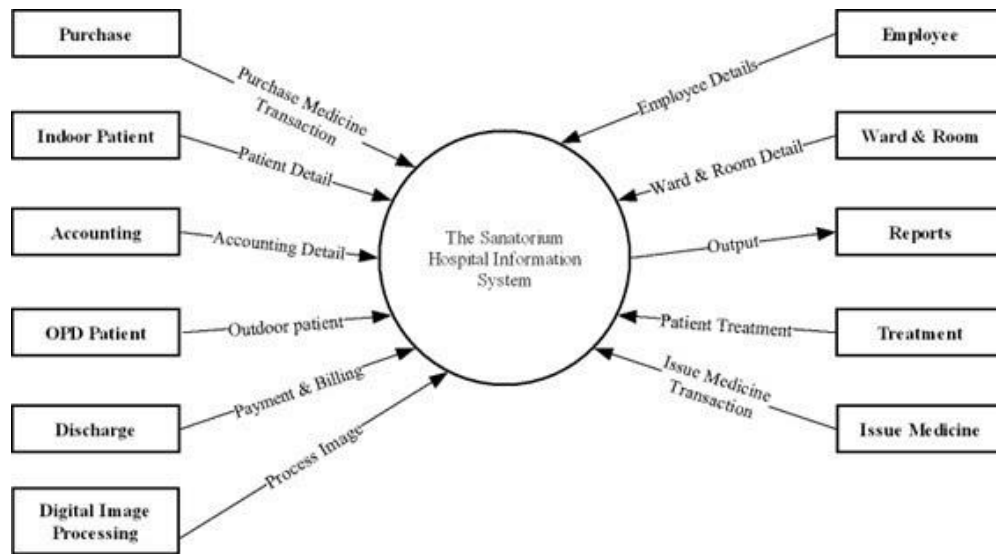 Purchase
Employee
Purchase Medicine
Transaction
Employee Details
Indoor Patient
Ward & Room
Patient Detail
Ward & Room Detail
Accounting
Accounting Detail
The Sanatorium
Hospital Information
System
Output
Reports
OPD Patient
Outdoor patient
Patient Treatment
Treatment
Discharge
Payment & Billing
Issue Medicine
Transaction
Issue Medicine
Process Image
Digital Image
Processing